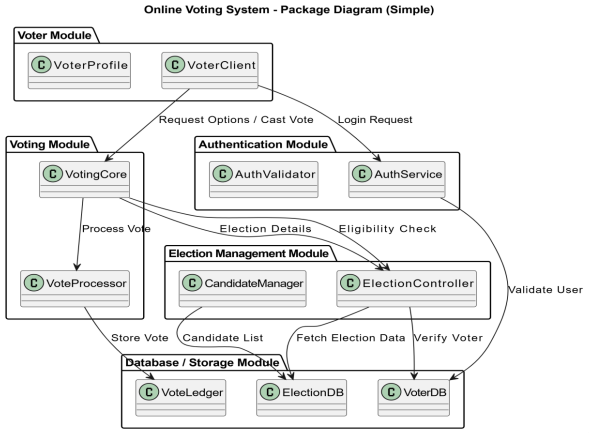 Online Voting System - Package Diagram (Simple)
Voter Module
C VoterProfile
C VoterClient
Request Options / Cast Vote
Login Request
Voting Module
Authentication Module
C VotingCore
C AuthValidator
C AuthService
Process Vote
Election Details
Eligibility Check
Election Management Module
C VoteProcessor
C CandidateManager
C ElectionController
Validate User
Store Vote
Candidate List
Fetch Election Data
Verify Voter
Database / Storage Module
C VoteLedger
C ElectionDB
C VoterDB